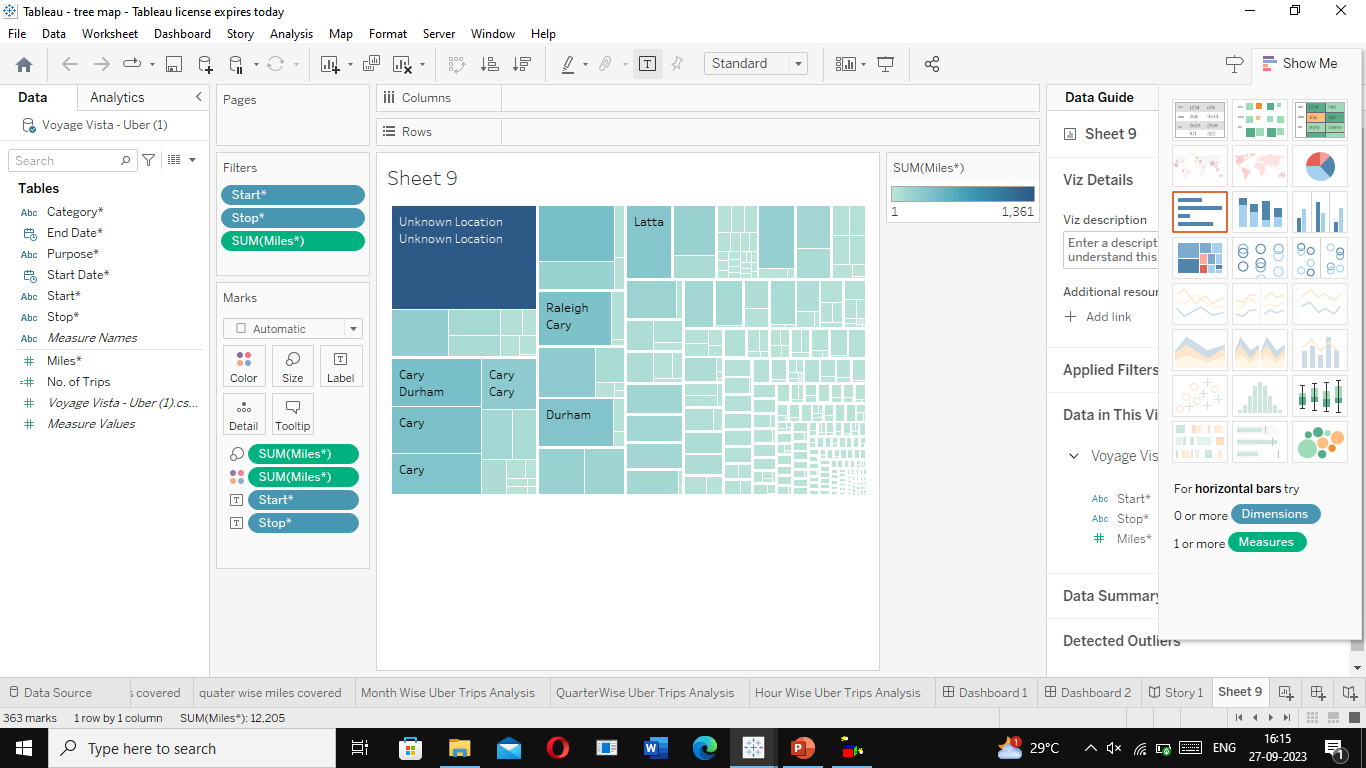 Tableau - tree map - Tableau license expires today
File Data Worksheet Dashboard Story Analysis Map Format Server Window Help
Standard
Show Me
Data Analytics
Voyage Vista - Uber (1)
Search
Tables
Abc Category*
End Date*
Abc Purpose*
Start Date*
Abc Start*
Abc Stop*
Abc Measure Names
Miles*
No. of Trips
Voyage Vista - Uber (1).cs...
Measure Values
Pages
Filters
Start*
Stop*
SUM(Miles*)
Marks
Automatic
Color Size Label
Detail Tooltip
SUM(Miles*)
SUM(Miles*)
Start*
Stop*
Columns
Rows
Sheet 9
Unknown Location
Unknown Location
Cary
Durham
Cary
Cary
Cary
Cary
Raleigh
Cary
Durham
Latta
SUM(Miles*)
1 1,361
Data Guide
Sheet 9
Viz Details
Viz description
Enter a descript
understand this
Additional resour
Add link
Applied Filters
Data in This Vi
Voyage Vis
Abc Start*
Abc Stop*
Miles*
Data Summary
Detected Outliers
For horizontal bars try
0 or more Dimensions
1 or more Measures
Data Source
s covered
quater wise miles covered
Month Wise Uber Trips Analysis
QuarterWise Uber Trips Analysis
Hour Wise Uber Trips Analysis
Dashboard 1
Dashboard 2
Story 1
Sheet 9
363 marks 1 row by 1 column SUM(Miles*): 12,205
Type here to search
29°C
ENG
16:15
27-09-2023